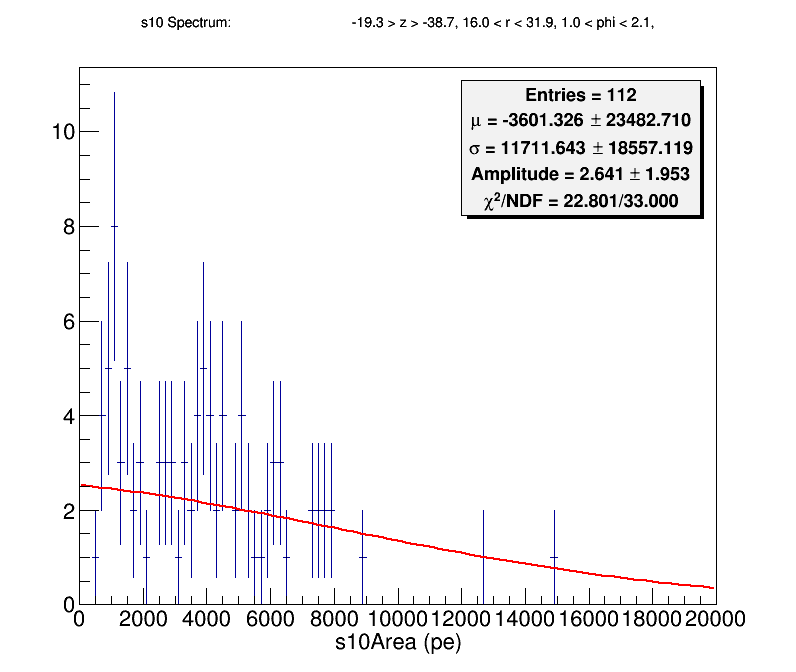 s10 Spectrum: -19.3 > z > -38.7, 16.0 < r < 31.9, 1.0 < phi < 2.1,
Entries = 112
μ = -3601.326 ± 23482.710
σ = 11711.643 ± 18557.119
Amplitude = 2.641 ± 1.953
χ²/NDF = 22.801/33.000
10
8
6
4
2
0
0 2000 4000 6000 8000 10000 12000 14000 16000 18000 20000
s10Area (pe)